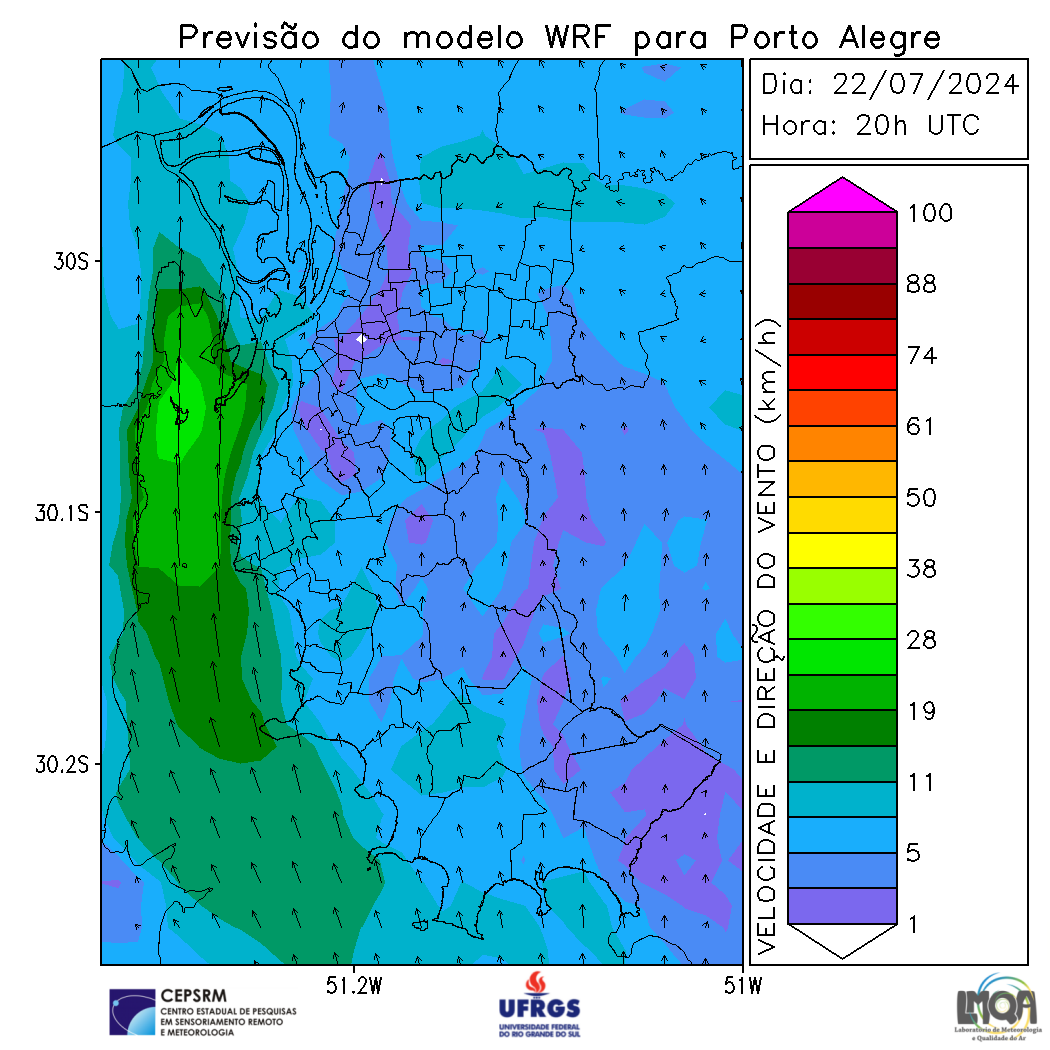 Previsão do modelo WRF para Porto Alegre
Dia: 22/07/2024
Hora: 20h UTC
30S
30.1S
30.2S
51.2W
51W
VELOCIDADE E DIREÇÃO DO VENTO (km/h)
100
88
74
61
50
38
28
19
11
5
1
CEPSRM
CENTRO ESTADUAL DE PESQUISAS
EM SENSORIAMENTO REMOTO
E METEOROLOGIA
UFRGS
UNIVERSIDADE FEDERAL
DO RIO GRANDE DO SUL
LMQA
Laboratório de Meteorologia
e Qualidade do Ar